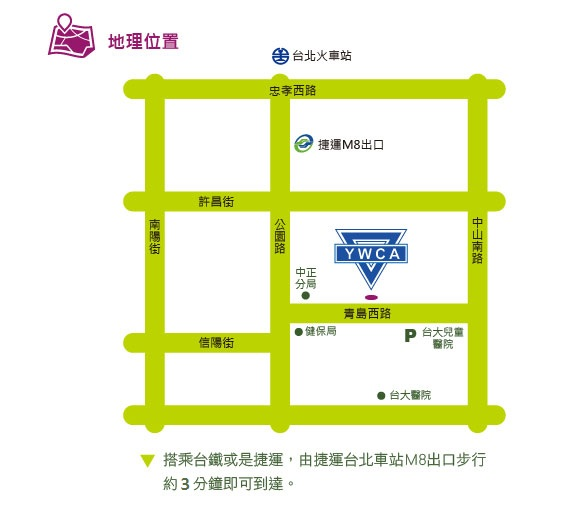 地理位置
台北火車站
忠孝西路
捷運M8出口
許昌街
南陽街
公園路
中山南路
YWCA
中正
分局
青島西路
健保局
P
台大兒童
醫院
信陽街
台大醫院
搭乘台鐵或是捷運，由捷運台北車站M8出口步行
約3分鐘即可到達。